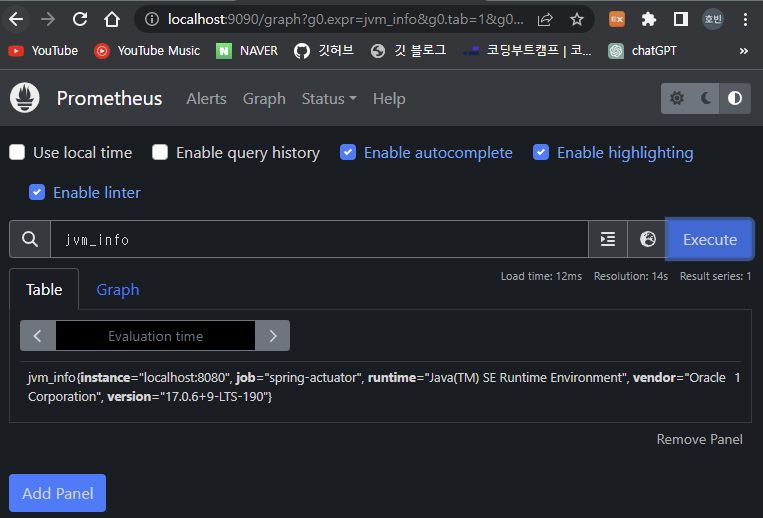 localhost:9090/graph?g0.expr=jvm_info&g0.tab=1&g0...
EX
호빈
YouTube YouTube Music N NAVER 깃허브 깃 블로그 코딩부트캠프 | 코... chatGPT »
Prometheus Alerts Graph Status Help
Use local time Enable query history Enable autocomplete Enable highlighting
Enable linter
jvm_info Execute
Load time: 12ms Resolution: 14s Result series: 1
Table Graph
Evaluation time
jvm_info{instance="localhost:8080", job="spring-actuator", runtime="Java(TM) SE Runtime Environment", vendor="Oracle 1
Corporation", version="17.0.6+9-LTS-190"}
Remove Panel
Add Panel